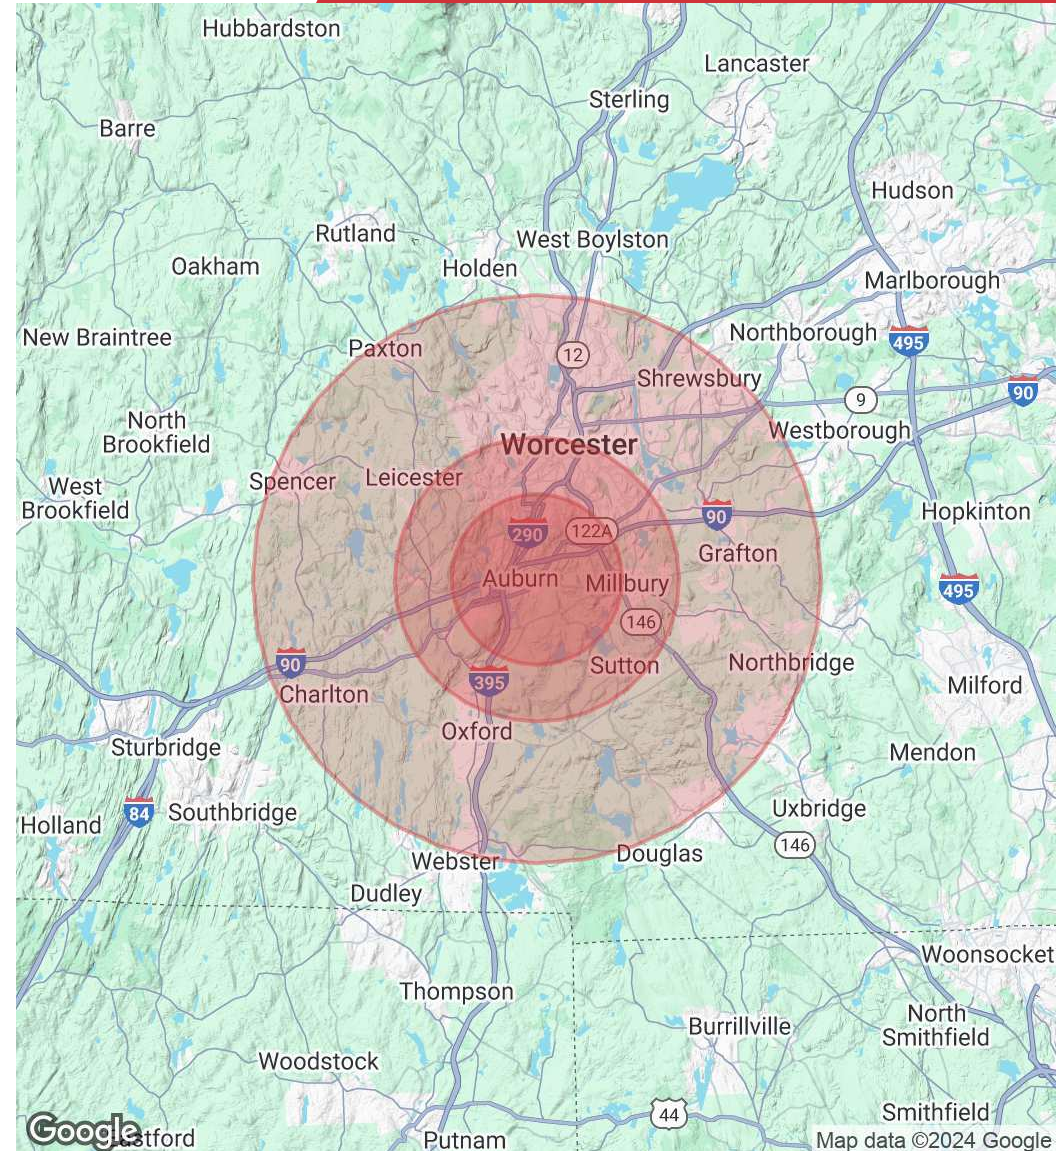 Hubbardston
Lancaster
Sterling
Barre
Hudson
Rutland
West Boylston
Oakham
Holden
Marlborough
New Braintree
Northborough
495
Paxton
12
Shrewsbury
90
9
North
Brookfield
Westborough
Worcester
Spencer
Leicester
West
Brookfield
90
Hopkinton
290
122A
Grafton
Auburn
Millbury
495
146
90
Sutton
Northbridge
395
Milford
Charlton
Oxford
Sturbridge
Mendon
84
Southbridge
Uxbridge
Holland
146
Webster
Douglas
Dudley
Woonsocket
Thompson
North
Smithfield
Burrillville
Woodstock
44
Smithfield
Google
Eastford
Putnam
Map data ©2024 Google